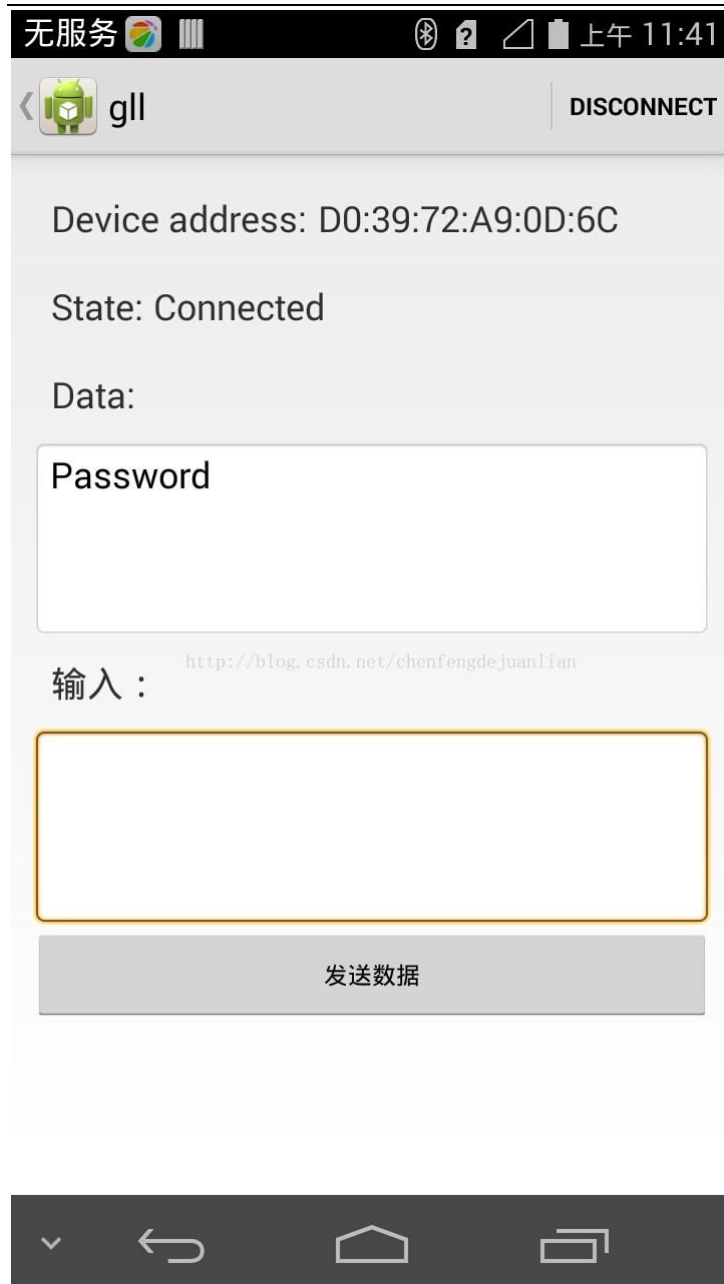 无服务 上午 11:41
gll DISCONNECT
Device address: D0:39:72:A9:0D:6C
State: Connected
Data:
Password
http://blog.csdn.net/chenfengdejuanlian
输入：
发送数据